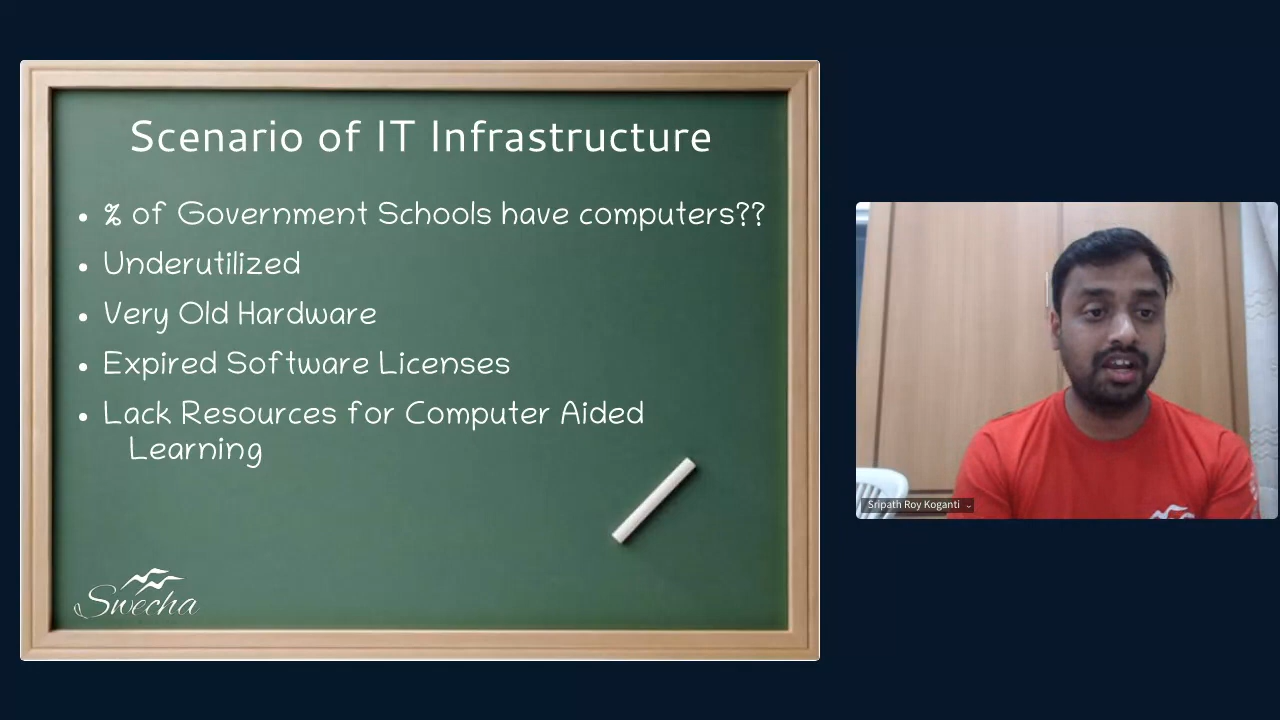 Scenario of IT Infrastructure
• % of Government Schools have computers??
• Underutilized
• Very Old Hardware
• Expired Software Licenses
• Lack Resources for Computer Aided
Learning
Swecha
Sripath Roy Koganti